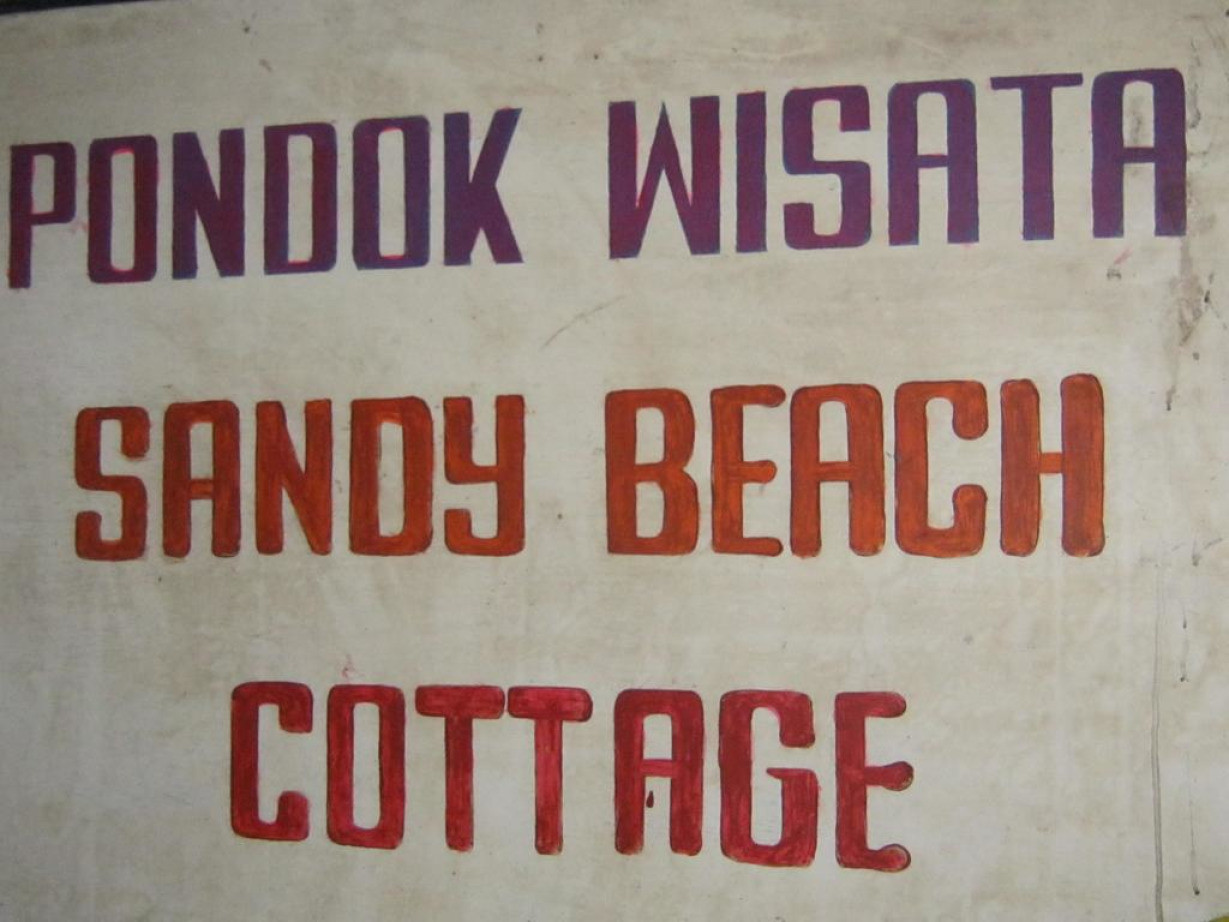 PONDOK WISATA
SANDY BEACH
COTTAGE